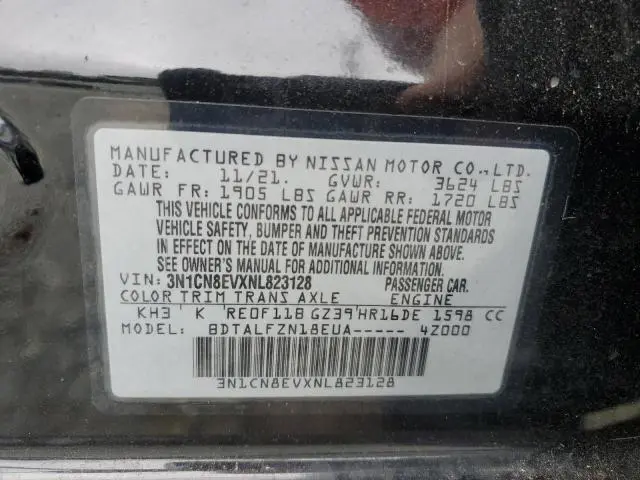 MANUFACTURED BY NISSAN MOTOR CO., LTD.
DATE: 11/21. GVWR: 3624 LBS
GAWR FR: 1905 LBS GAWR RR: 1720 LBS
THIS VEHICLE CONFORMS TO ALL APPLICABLE FEDERAL MOTOR
VEHICLE SAFETY, BUMPER AND THEFT PREVENTION STANDARDS
IN EFFECT ON THE DATE OF MANUFACTURE SHOWN ABOVE.
SEE OWNER'S MANUAL FOR ADDITIONAL INFORMATION
VIN: 3N1CN8EVXNL823128 PASSENGER CAR.
COLOR TRIM TRANS AXLE ENGINE
KH3 K RE0F11B GZ39 HR16DE 1598 CC
MODEL: BDTALFZN18EUA----- 4Z000
3N1CN8EVXNL823128